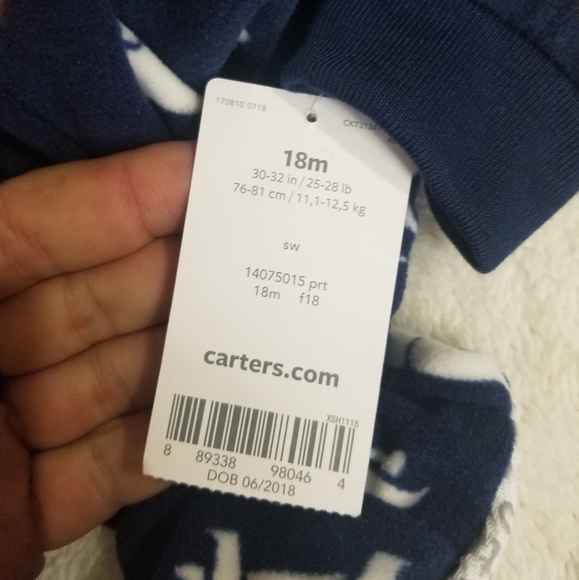 170810 0718
18m
30-32 in / 25-28 lb
76-81 cm / 11,1-12,5 kg
sw
14075015 prt
18m f18
carters.com
XSH1118
8 89338 98046 4
DOB 06/2018